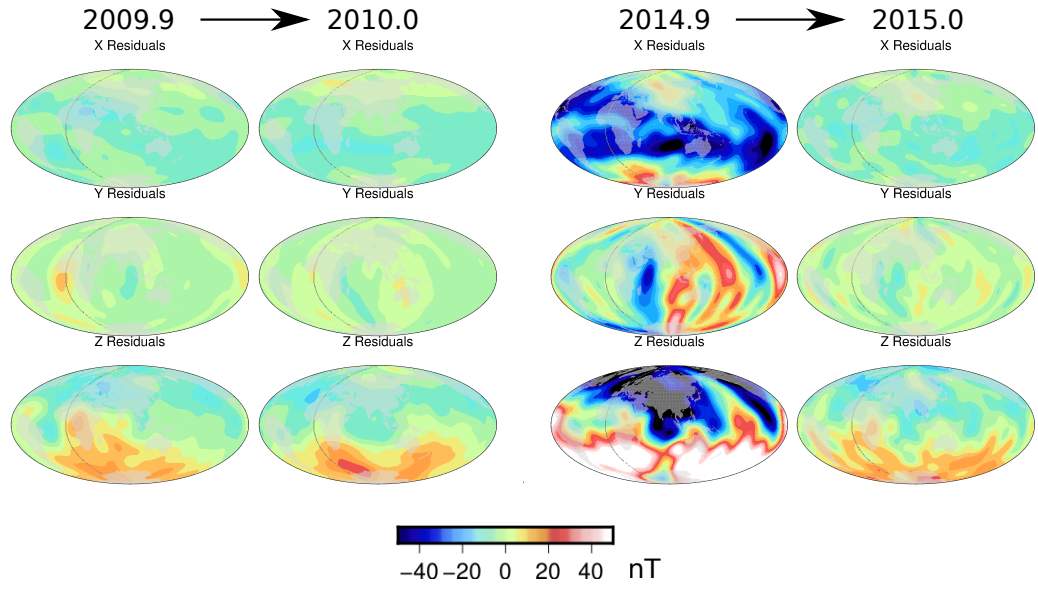 2009.9 2010.0 2014.9 2015.0
X Residuals X Residuals X Residuals X Residuals
Y Residuals Y Residuals Y Residuals Y Residuals
Z Residuals Z Residuals Z Residuals Z Residuals
−40 −20 0 20 40 nT